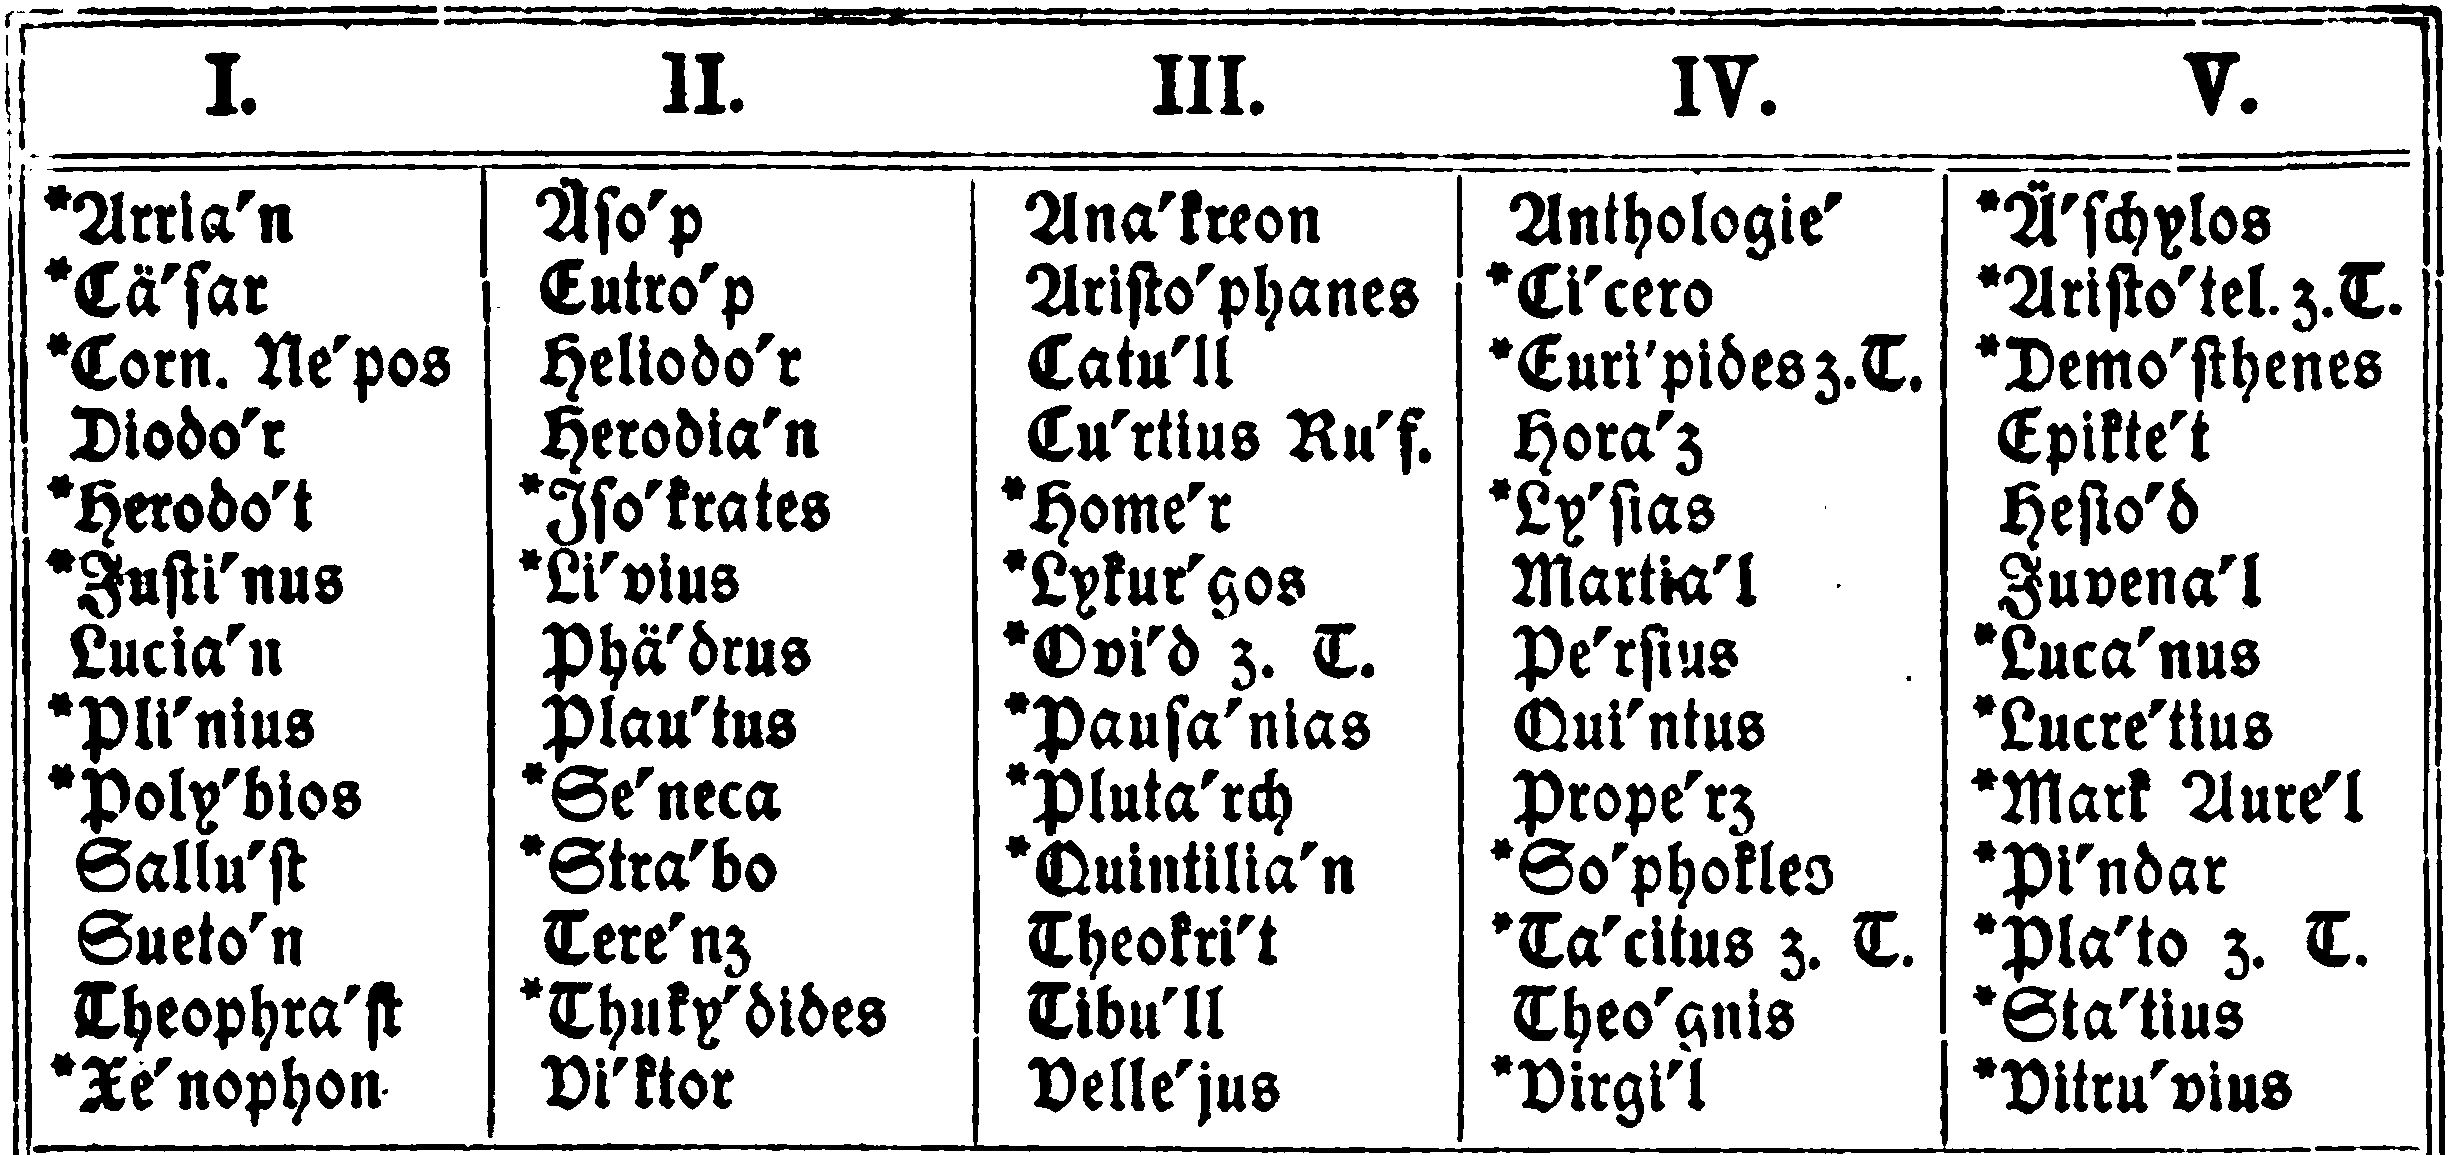 I. II. III. IV. V.
*Arria′n Äſo′p Ana′kreon Anthologie′ *Ä′ſchylos
*Cä′ſar Eutro′p Ariſto′phanes *Ci′cero *Ariſto′tel. z. T.
*Corn. Ne′pos Heliodo′r Catu′ll *Euri′pides z. T. *Demo′ſthenes
Diodo′r Herodia′n Cu′rtius Ru′f. Hora′z Epikte′t
*Herodo′t *Iſo′krates *Home′r *Ly′ſias Heſio′d
*Juſti′nus *Li′vius *Lykur′gos Martia′l Juvena′l
Lucia′n Phä′drus *Ovi′d z. T. Pe′rſius *Luca′nus
*Pli′nius Plau′tus *Pauſa′nias Qui′ntus *Lucre′tius
*Poly′bios *Se′neca *Pluta′rch Prope′rz *Mark Aure′l
Sallu′ſt *Stra′bo *Quintilia′n *So′phokles *Pi′ndar
Sueto′n Tere′nz Theokri′t *Ta′citus z. T. *Pla′to z. T.
Theophra′ſt *Thuky′dides Tibu′ll Theo′gnis *Sta′tius
*Xe′nophon Vi′ktor Velle′jus *Virgi′l *Vitru′vius